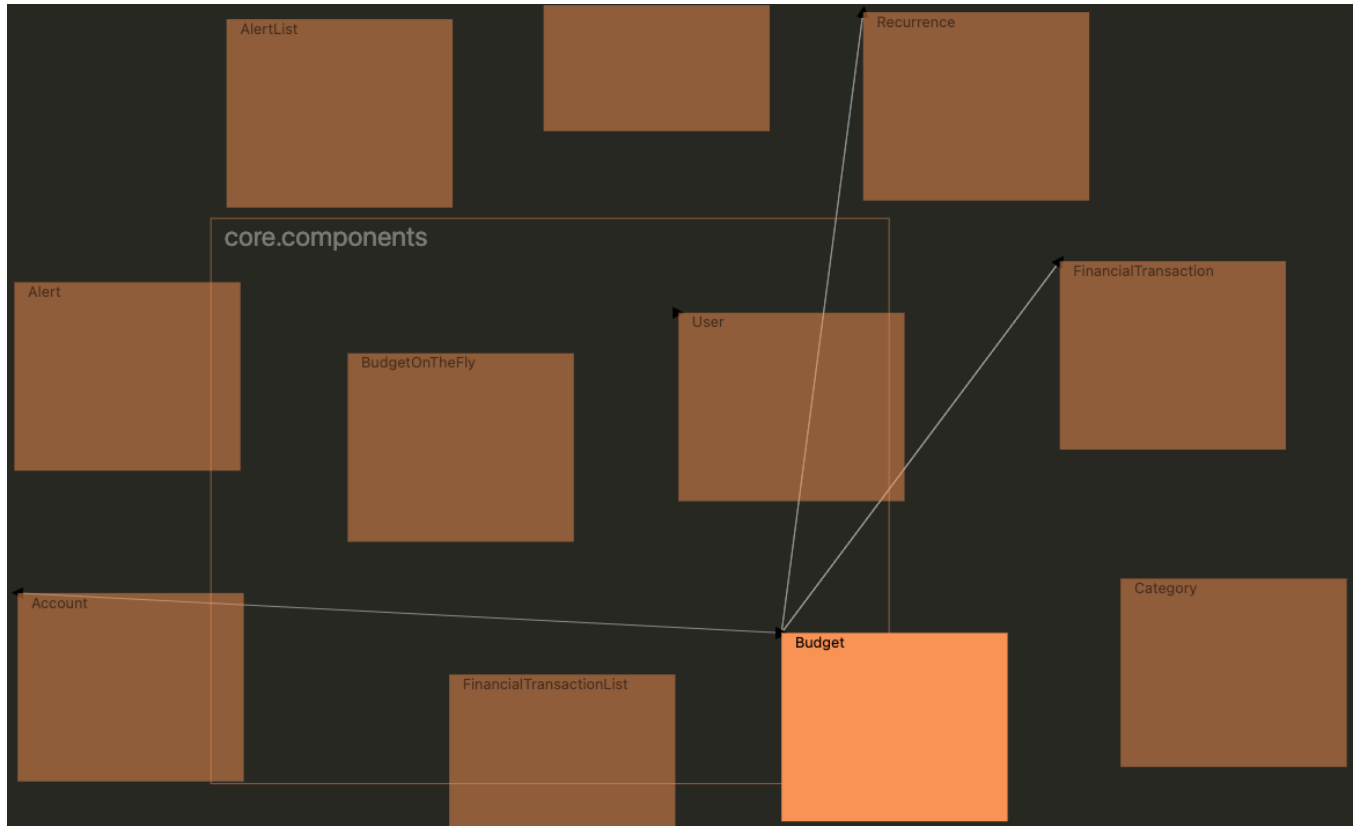 AlertList
Recurrence
core.components
FinancialTransaction
Alert
User
BudgetOnTheFly
Category
Account
Budget
FinancialTransactionList